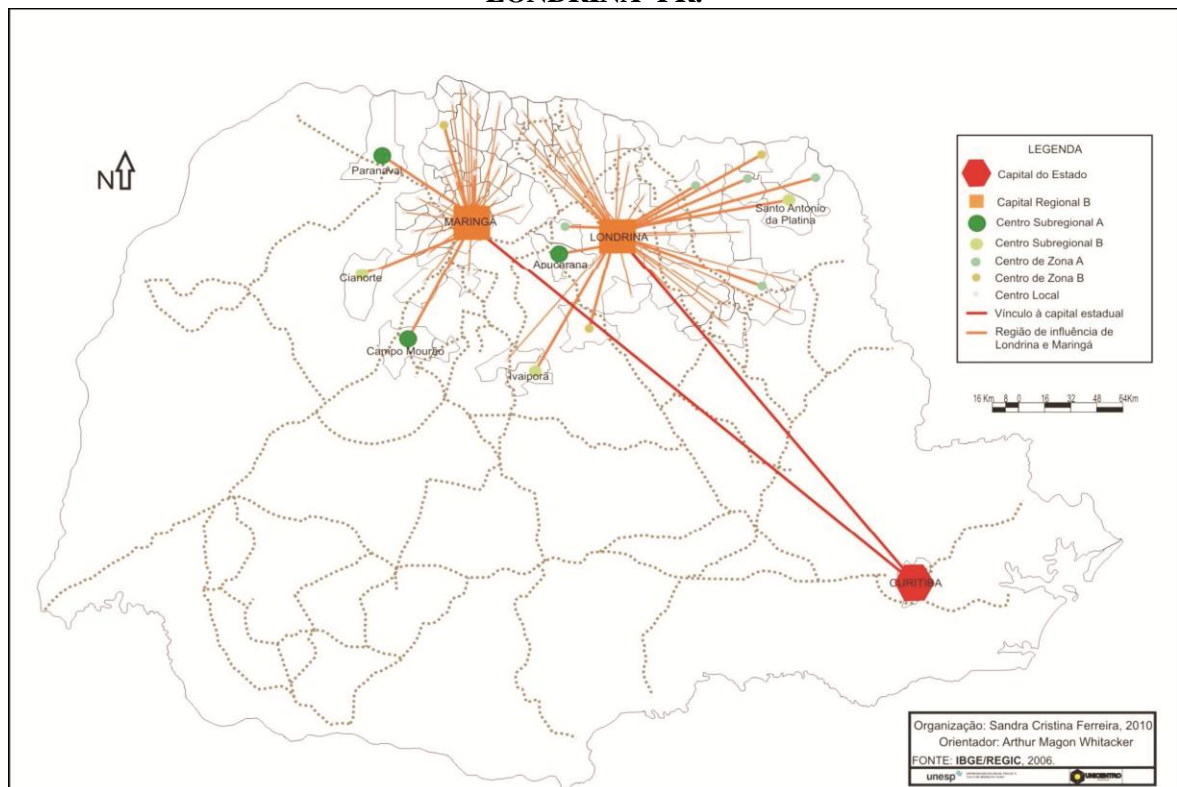 LONDRINA-PR.
N
Paranavaí
MARINGÁ
LONDRINA
Santo Antonio
da Platina
Apucarana
Cianorte
Campo Mourão
Ivaiporã
CURITIBA
LEGENDA
Capital do Estado
Capital Regional B
Centro Subregional A
Centro Subregional B
Centro de Zona A
Centro de Zona B
Centro Local
Vínculo à capital estadual
Região de influência de
Londrina e Maringá
16 Km 8 0 16 32 48 64Km
Organização: Sandra Cristina Ferreira, 2010
Orientador: Arthur Magon Whitacker
FONTE: IBGE/REGIC, 2006.
unesp UNICENTRO